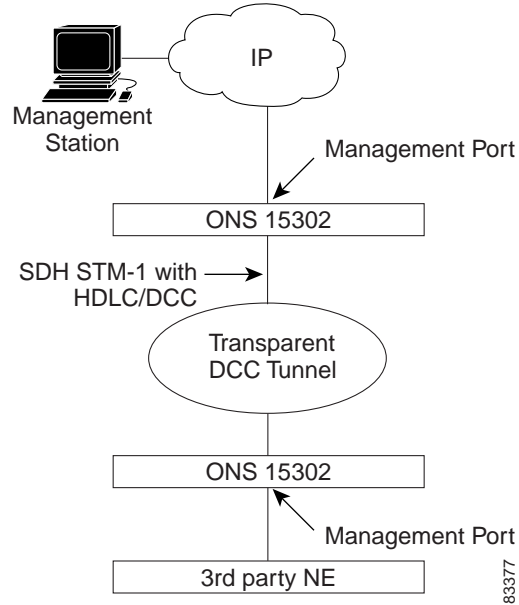 IP
Management
Station
Management Port
ONS 15302
SDH STM-1 with
HDLC/DCC
Transparent
DCC Tunnel
ONS 15302
Management Port
3rd party NE
83377